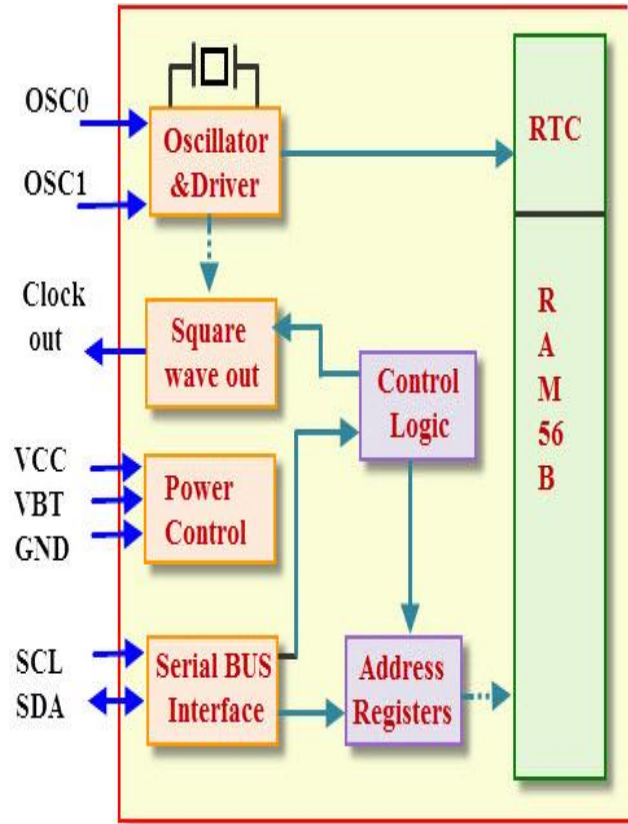 OSC0
OSC1
Oscillator
&Driver
RTC
Clock
out
Square
wave out
Control
Logic
R
A
M
56
B
VCC
VBT
GND
Power
Control
SCL
SDA
Serial BUS
Interface
Address
Registers